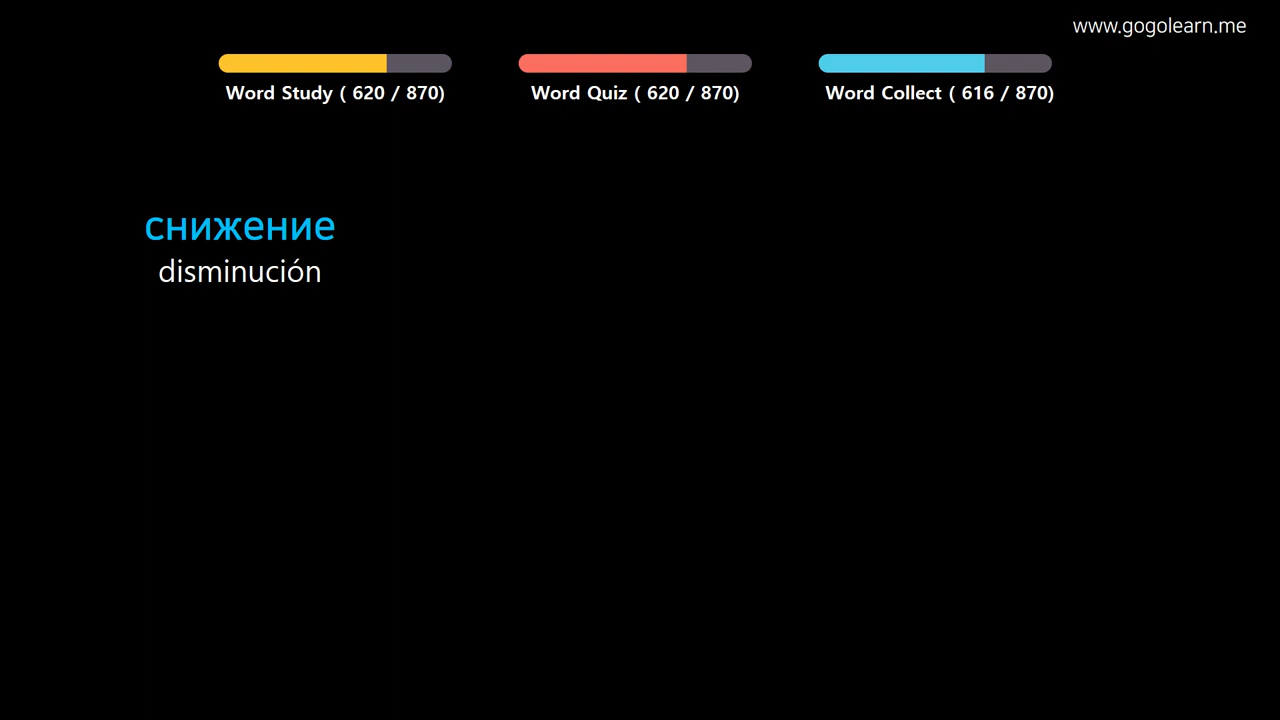 www.gogolearn.me
Word Study ( 620 / 870)
Word Quiz ( 620 / 870)
Word Collect ( 616 / 870)
снижение
disminución